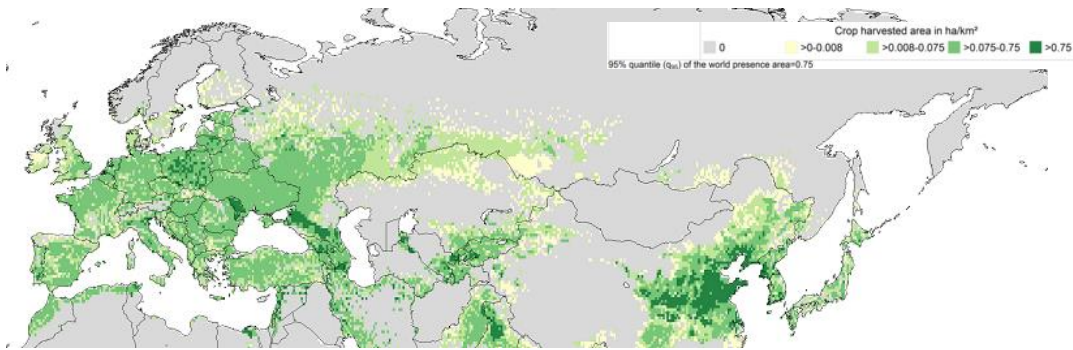 Crop harvested area in ha/km²
0 >0-0.008 >0.008-0.075 >0.075-0.75 >0.75
95% quantile (q₉₅) of the world presence area=0.75